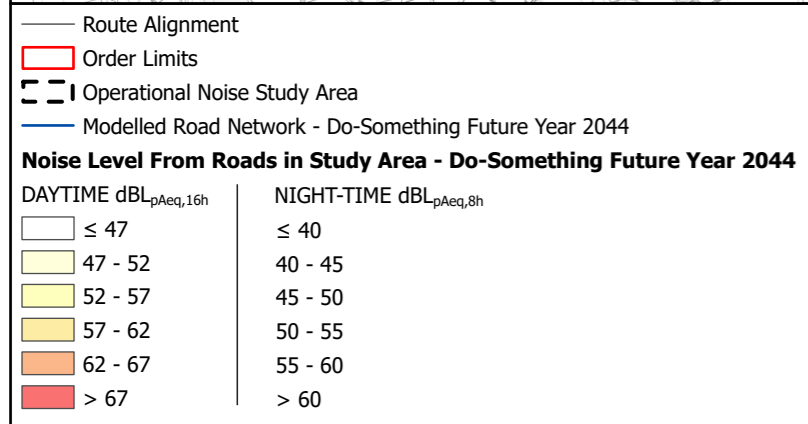 Route Alignment
Order Limits
Operational Noise Study Area
Modelled Road Network - Do-Something Future Year 2044
Noise Level From Roads in Study Area - Do-Something Future Year 2044
DAYTIME dBLpAeq,16h NIGHT-TIME dBLpAeq,8h
≤ 47 ≤ 40
47 - 52 40 - 45
52 - 57 45 - 50
57 - 62 50 - 55
62 - 67 55 - 60
> 67 > 60